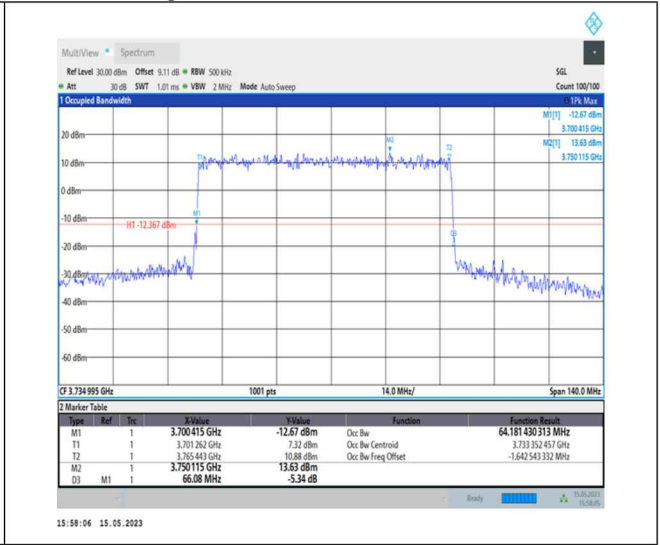 MultiView Spectrum
Ref Level 30.00 dBm Offset 9.11 dB RBW 500 kHz SGL
Att 30 dB SWT 1.01 ms VBW 2 MHz Mode Auto Sweep Count 100/100
1 Occupied Bandwidth 1Pk Max
M1[1] -12.67 dBm
3.700 415 GHz
M2[1] 13.63 dBm
3.750 115 GHz
20 dBm
M2
T1
T2
10 dBm
0 dBm
-10 dBm
M1
H1 -12.367 dBm
D3
-20 dBm
-30 dBm
-40 dBm
-50 dBm
-60 dBm
CF 3.734 995 GHz 1001 pts 14.0 MHz/ Span 140.0 MHz
2 Marker Table
Type Ref Trc X-Value Y-Value Function Function Result
M1 1 3.700 415 GHz -12.67 dBm Occ Bw 64.181 430 313 MHz
T1 1 3.701 262 GHz 7.32 dBm Occ Bw Centroid 3.733 352 457 GHz
T2 1 3.765 443 GHz 10.88 dBm Occ Bw Freq Offset -1.642 543 332 MHz
M2 1 3.750 115 GHz 13.63 dBm
D3 M1 1 66.08 MHz -5.34 dB
Ready 15.05.2023
15:58:05
15:58:06 15.05.2023